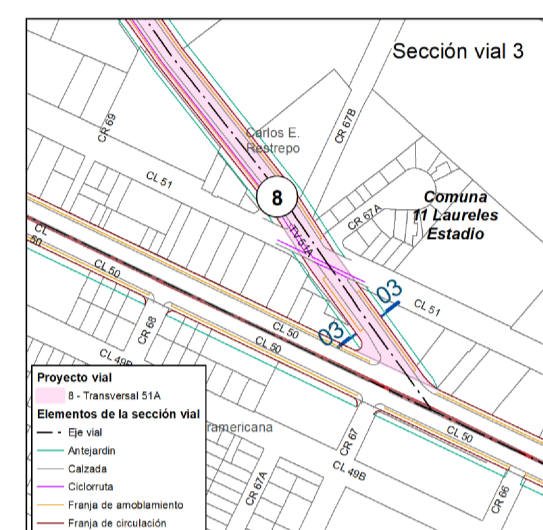 Sección vial 3
CR 69
Carlos E.
Restrepo
CR 67B
CL 51
8
CR 67A
Comuna
11 Laureles
Estadio
TV 51A
CL
50
CL 50
CL 50
CL 50
03
03
CL 51
CR 68
CL 49B
CL 50
CR 67
CL 49B
CR 67A
CR 66
ramericana
Proyecto vial
8 - Transversal 51A
Elementos de la sección vial
Eje vial
Antejardin
Calzada
Ciclorruta
Franja de amoblamiento
Franja de circulación